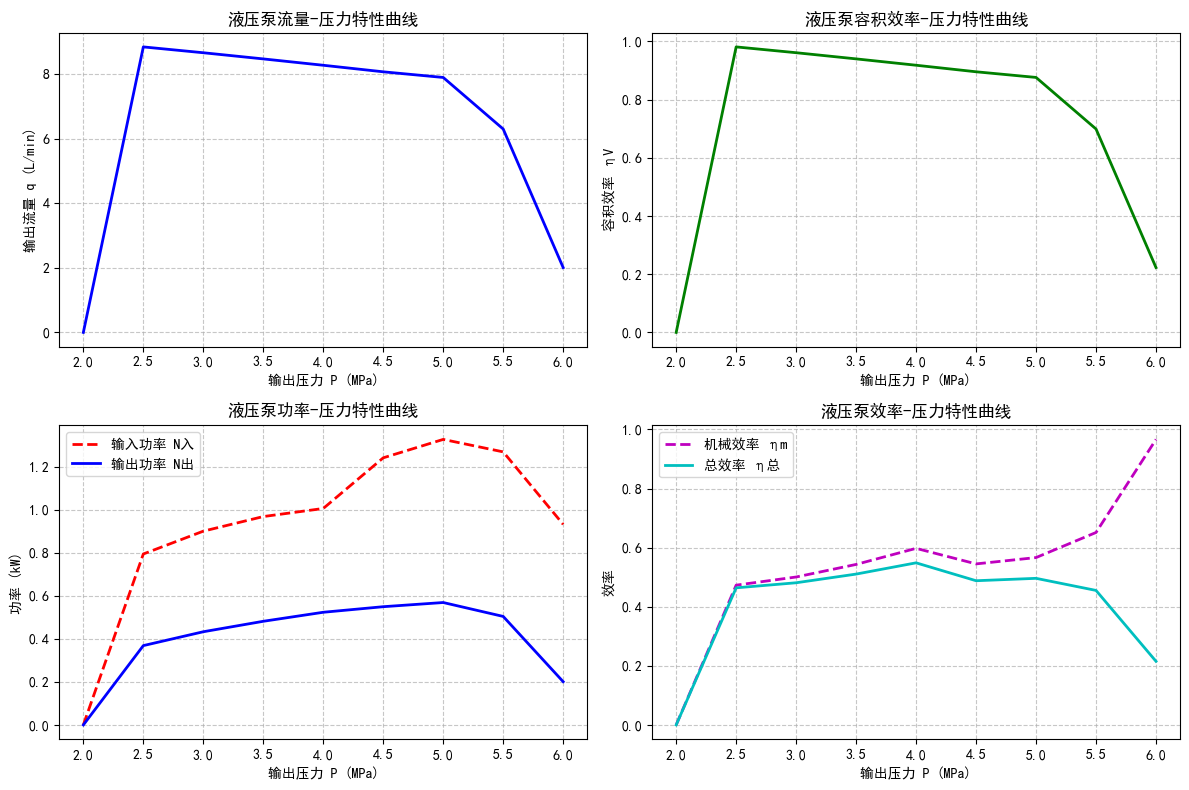 液压泵流量-压力特性曲线
输出流量 q (L/min)
8
6
4
2
0
2.0 2.5 3.0 3.5 4.0 4.5 5.0 5.5 6.0
输出压力 P (MPa)
液压泵容积效率-压力特性曲线
容积效率 ηV
1.0
0.8
0.6
0.4
0.2
0.0
2.0 2.5 3.0 3.5 4.0 4.5 5.0 5.5 6.0
输出压力 P (MPa)
液压泵功率-压力特性曲线
输入功率 N入
输出功率 N出
功率 (kW)
1.2
1.0
0.8
0.6
0.4
0.2
0.0
2.0 2.5 3.0 3.5 4.0 4.5 5.0 5.5 6.0
输出压力 P (MPa)
液压泵效率-压力特性曲线
机械效率 ηm
总效率 η总
效率
1.0
0.8
0.6
0.4
0.2
0.0
2.0 2.5 3.0 3.5 4.0 4.5 5.0 5.5 6.0
输出压力 P (MPa)